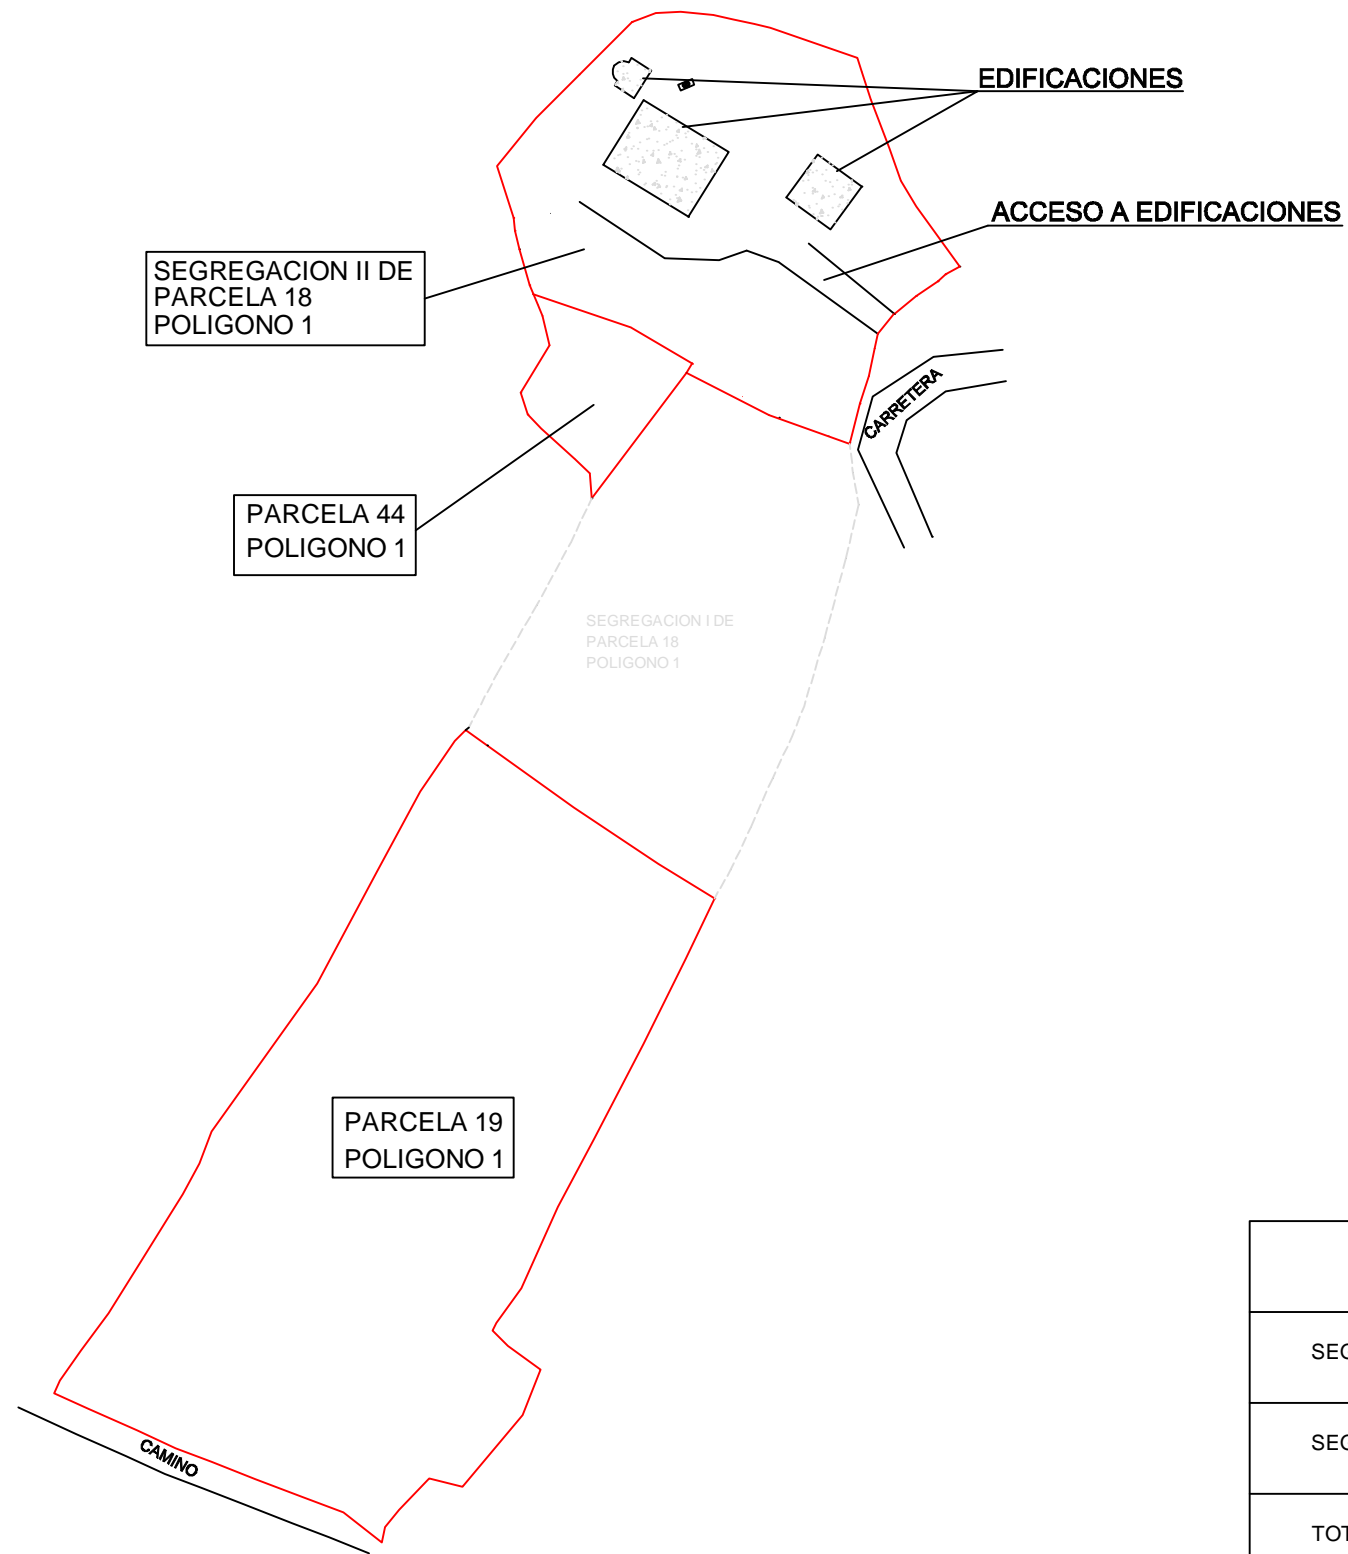 EDIFICACIONES
ACCESO A EDIFICACIONES
SEGREGACION II DE
PARCELA 18
POLIGONO 1
CARRETERA
PARCELA 44
POLIGONO 1
SEGREGACION I DE
PARCELA 18
POLIGONO 1
PARCELA 19
POLIGONO 1
CAMINO